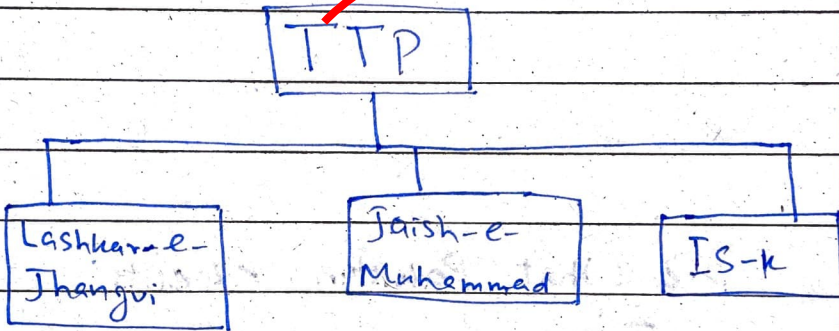 TTP
Lashkar-e-
Jhangvi
Jaish-e-
Muhammad
IS-K